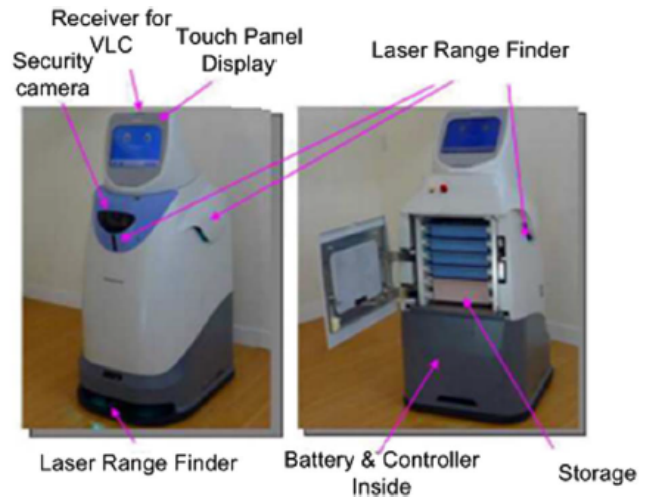 Receiver for
VLC
Touch Panel
Display
Security
camera
Laser Range Finder
Laser Range Finder
Battery & Controller
Inside
Storage